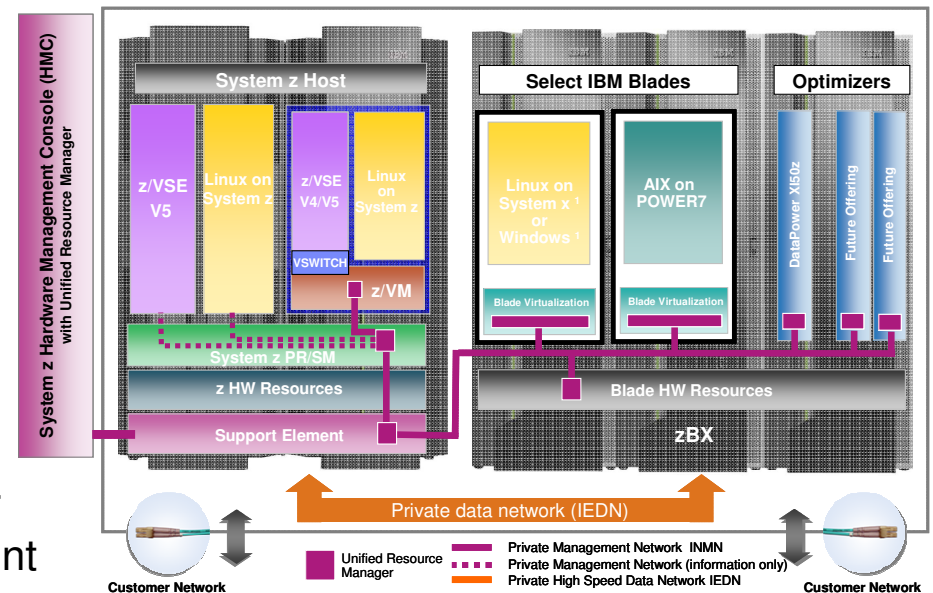 System z Hardware Management Console (HMC)
with Unified Resource Manager
System z Host
Select IBM Blades
Optimizers
z/VSE
V5
Linux on
System z
z/VSE
V4/V5
Linux
on
System z
VSWITCH
z/VM
Linux on
System x 1
or
Windows 1
AIX on
POWER7
Blade Virtualization
Blade Virtualization
DataPower XI50z
Future Offering
Future Offering
System z PR/SM
z HW Resources
Support Element
Blade HW Resources
zBX
Private data network (IEDN)
nt
Customer Network
Unified Resource
Manager
Private Management Network INMN
Private Management Network (information only)
Private High Speed Data Network IEDN
Customer Network